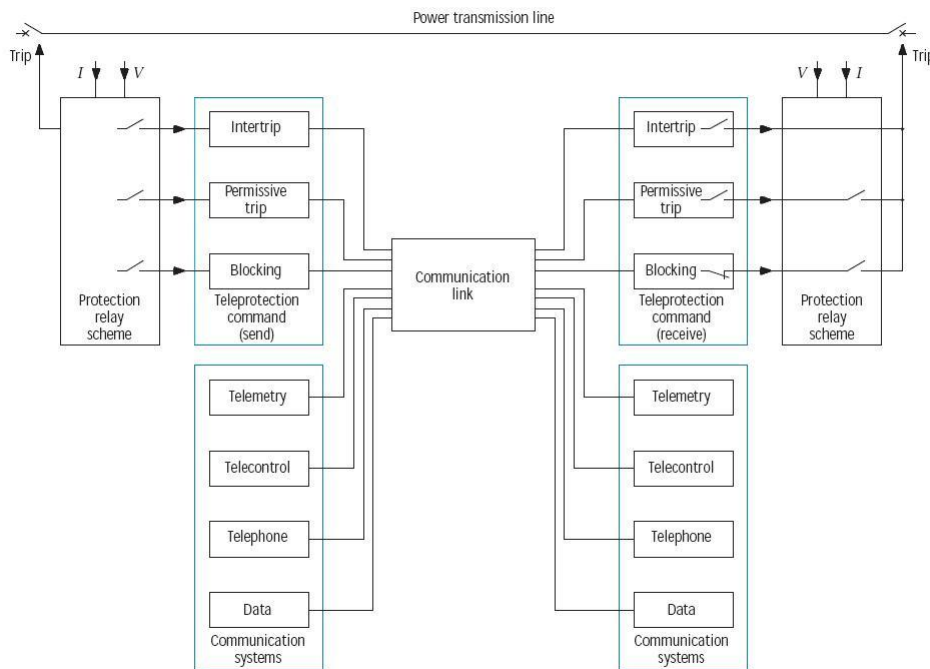 Power transmission line
Trip
Trip
I
V
V
I
Intertrip
Intertrip
Permissive
trip
Permissive
trip
Blocking
Communication
link
Blocking
Protection
relay
scheme
Teleprotection
command
(send)
Teleprotection
command
(receive)
Protection
relay
scheme
Telemetry
Telemetry
Telecontrol
Telecontrol
Telephone
Telephone
Data
Data
Communication
systems
Communication
systems